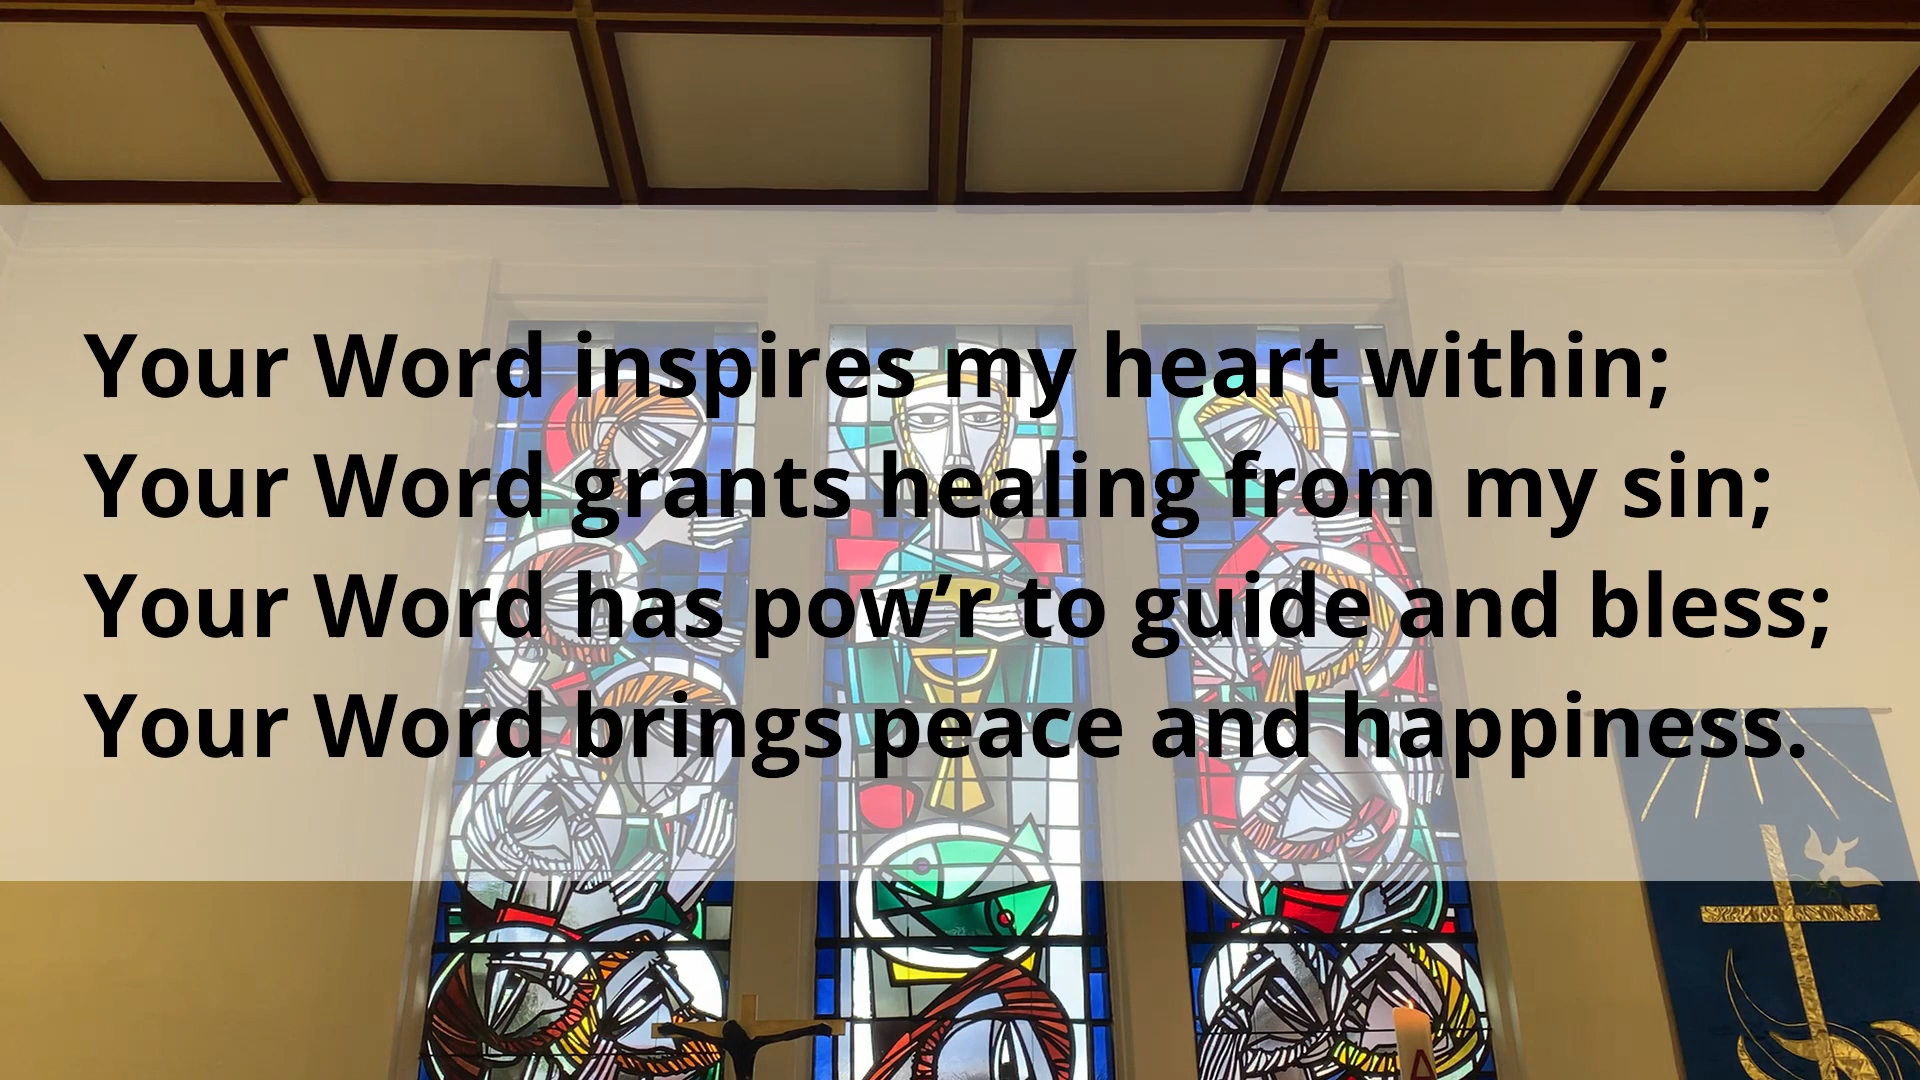 Your Word inspires my heart within;
Your Word grants healing from my sin;
Your Word has pow’r to guide and bless;
Your Word brings peace and happiness.
A